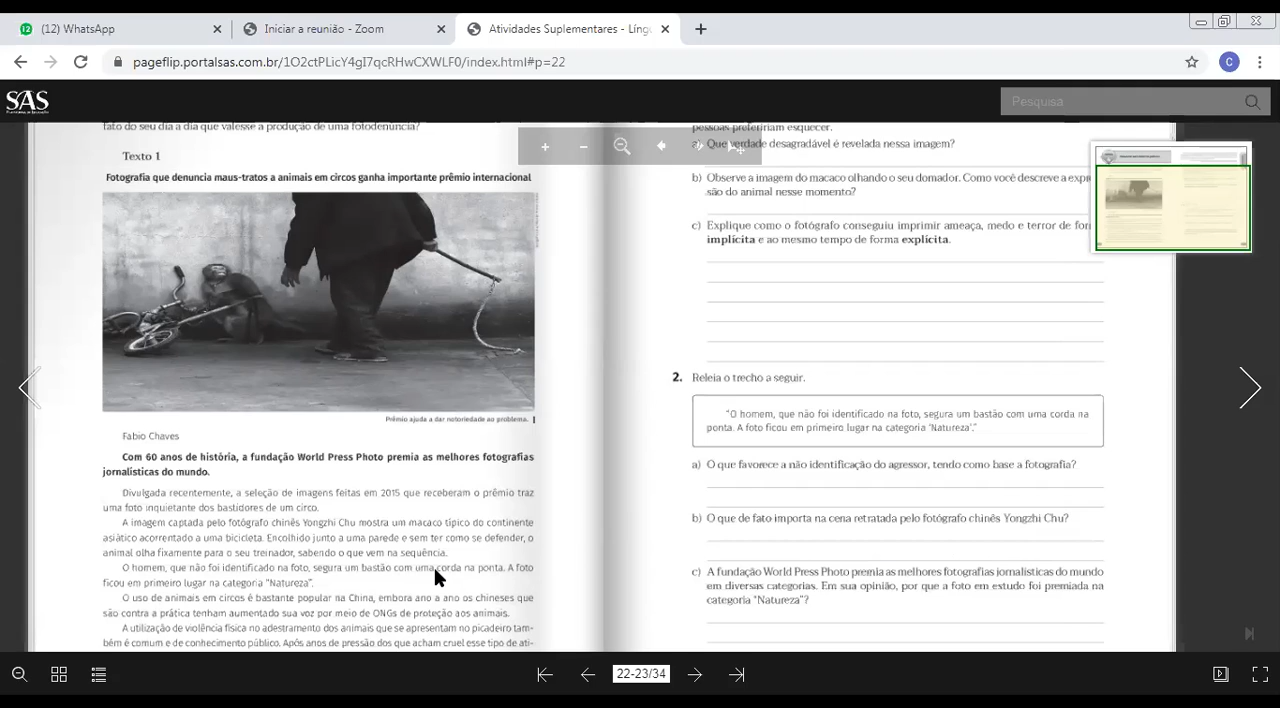 (12) WhatsApp
Iniciar a reunião - Zoom
Atividades Suplementares - Líng
pageflip.portalsas.com.br/1O2ctPLicY4gI7qcRHwCXWLF0/index.html#p=22
C
SAS
Pesquisa
fato do seu dia a dia que valesse a produção de uma fotodenúncia?
Texto 1
Fotografia que denuncia maus-tratos a animais em circos ganha importante prêmio internacional
Prêmio ajuda a dar notoriedade ao problema.
Fabio Chaves
Com 60 anos de história, a fundação World Press Photo premia as melhores fotografias
jornalísticas do mundo.
Divulgada recentemente, a seleção de imagens feitas em 2015 que receberam o prêmio traz
uma foto inquietante dos bastidores de um circo.
A imagem captada pelo fotógrafo chinês Yongzhi Chu mostra um macaco típico do continente
asiático acorrentado a uma bicicleta. Encolhido junto a uma parede e sem ter como se defender, o
animal olha fixamente para o seu treinador, sabendo o que vem na sequência.
O homem, que não foi identificado na foto, segura um bastão com uma corda na ponta. A foto
ficou em primeiro lugar na categoria "Natureza".
O uso de animais em circos é bastante popular na China, embora ano a ano os chineses que
são contra a prática tenham aumentado sua voz por meio de ONGs de proteção aos animais.
A utilização de violência física no adestramento dos animais que se apresentam no picadeiro tam-
bém é comum e de conhecimento público. Após anos de pressão dos que acham cruel esse tipo de ati-
pessoas prefeririam esquecer.
a) Que verdade desagradável é revelada nessa imagem?
b) Observe a imagem do macaco olhando o seu domador. Como você descreve a expre
são do animal nesse momento?
c) Explique como o fotógrafo conseguiu imprimir ameaça, medo e terror de for
implícita e ao mesmo tempo de forma explícita.
2. Releia o trecho a seguir.
"O homem, que não foi identificado na foto, segura um bastão com uma corda na
ponta. A foto ficou em primeiro lugar na categoria 'Natureza'."
a) O que favorece a não identificação do agressor, tendo como base a fotografia?
b) O que de fato importa na cena retratada pelo fotógrafo chinês Yongzhi Chu?
c) A fundação World Press Photo premia as melhores fotografias jornalísticas do mundo
em diversas categorias. Em sua opinião, por que a foto em estudo foi premiada na
categoria "Natureza"?
22-23/34